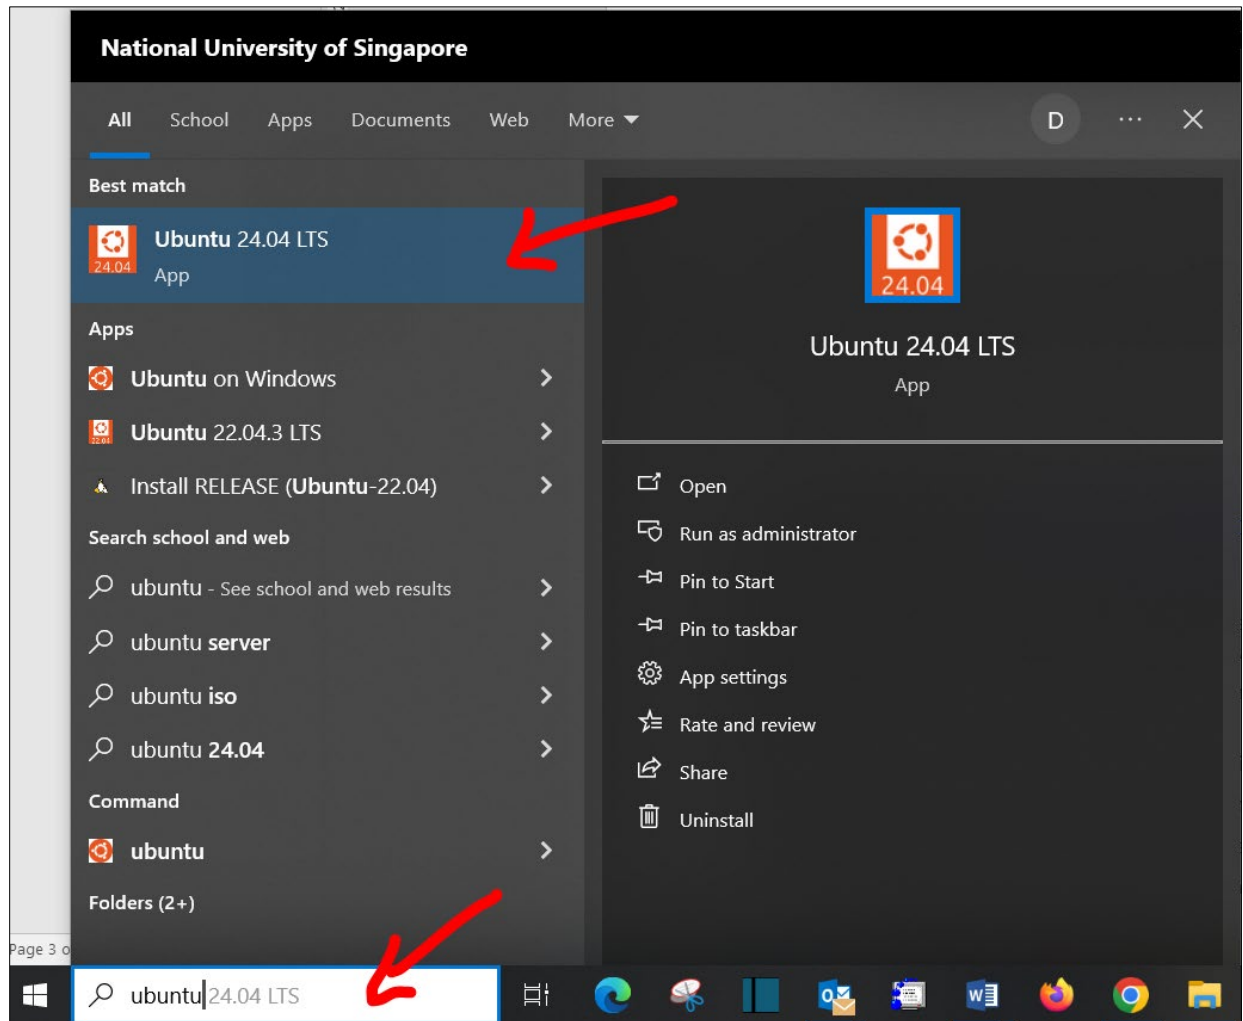 National University of Singapore
All School Apps Documents Web More D ... 
Best match
24.04
Ubuntu 24.04 LTS
App
Apps
Ubuntu on Windows
22.04
Ubuntu 22.04.3 LTS
Install RELEASE (Ubuntu-22.04)
Search school and web
ubuntu - See school and web results
ubuntu server
ubuntu iso
ubuntu 24.04
Command
ubuntu
Folders (2+)
24.04
Ubuntu 24.04 LTS
App
Open
Run as administrator
Pin to Start
Pin to taskbar
App settings
Rate and review
Share
Uninstall
Page 3 o
ubuntu 24.04 LTS